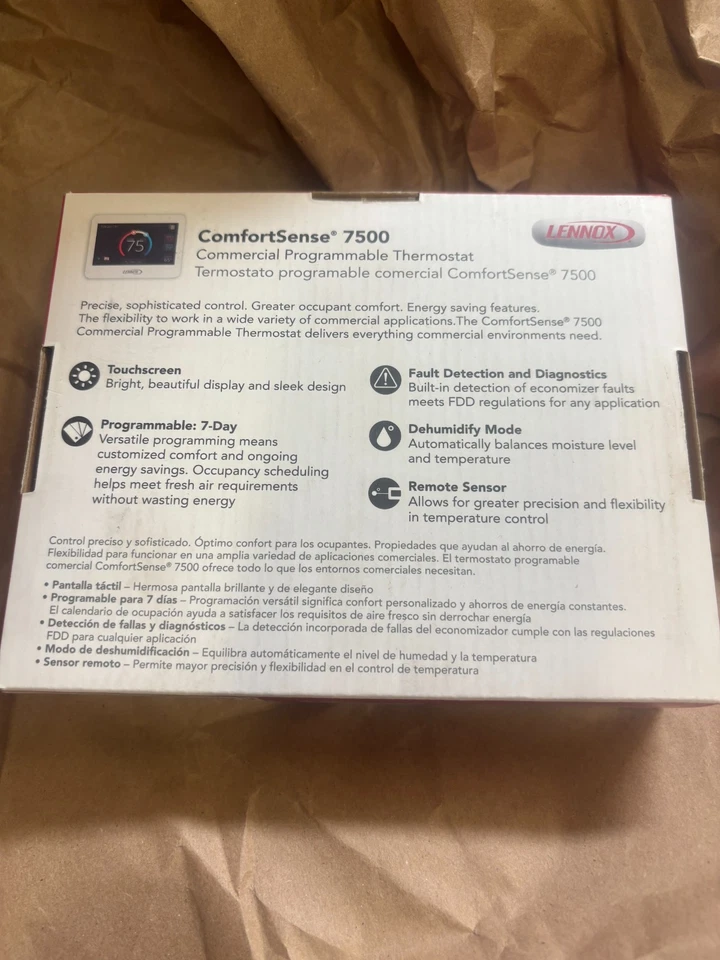 75
LENNOX
ComfortSense® 7500
LENNOX
Commercial Programmable Thermostat
Termostato programable comercial ComfortSense® 7500
Precise, sophisticated control. Greater occupant comfort. Energy saving features.
The flexibility to work in a wide variety of commercial applications.The ComfortSense® 7500
Commercial Programmable Thermostat delivers everything commercial environments need.
Touchscreen
Bright, beautiful display and sleek design
Programmable: 7-Day
Versatile programming means
customized comfort and ongoing
energy savings. Occupancy scheduling
helps meet fresh air requirements
without wasting energy
Fault Detection and Diagnostics
Built-in detection of economizer faults
meets FDD regulations for any application
Dehumidify Mode
Automatically balances moisture level
and temperature
Remote Sensor
Allows for greater precision and flexibility
in temperature control
Control preciso y sofisticado. Óptimo confort para los ocupantes. Propiedades que ayudan al ahorro de energía.
Flexibilidad para funcionar en una amplia variedad de aplicaciones comerciales. El termostato programable
comercial ComfortSense® 7500 ofrece todo lo que los entornos comerciales necesitan.
• Pantalla táctil – Hermosa pantalla brillante y de elegante diseño
• Programable para 7 días – Programación versátil significa confort personalizado y ahorros de energía constantes.
El calendario de ocupación ayuda a satisfacer los requisitos de aire fresco sin derrochar energía
• Detección de fallas y diagnósticos – La detección incorporada de fallas del economizador cumple con las regulaciones
FDD para cualquier aplicación
• Modo de deshumidificación – Equilibra automáticamente el nivel de humedad y la temperatura
• Sensor remoto – Permite mayor precisión y flexibilidad en el control de temperatura